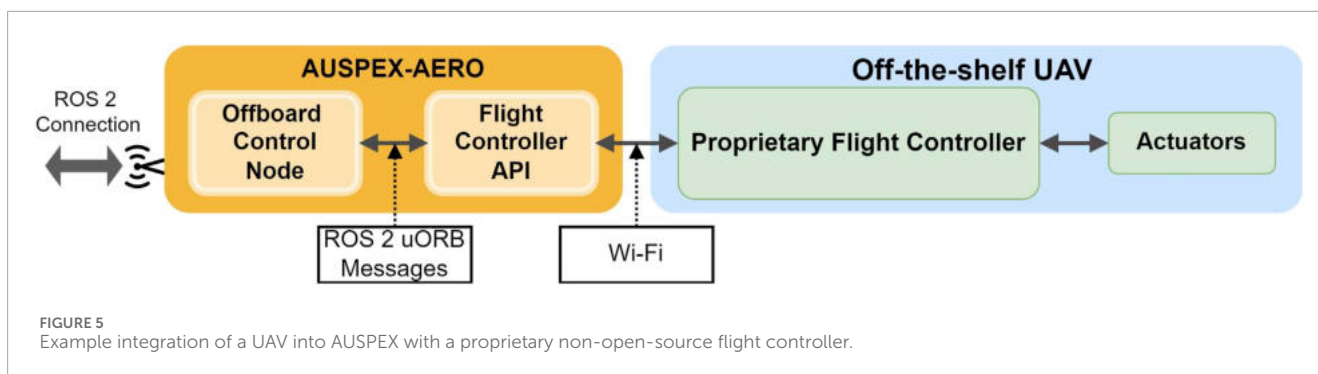 AUSPEX-AERO
Off-the-shelf UAV
ROS 2
Connection
Offboard
Control
Node
Flight
Controller
API
Proprietary Flight Controller
Actuators
ROS 2 uORB
Messages
Wi-Fi
FIGURE 5
Example integration of a UAV into AUSPEX with a proprietary non-open-source flight controller.